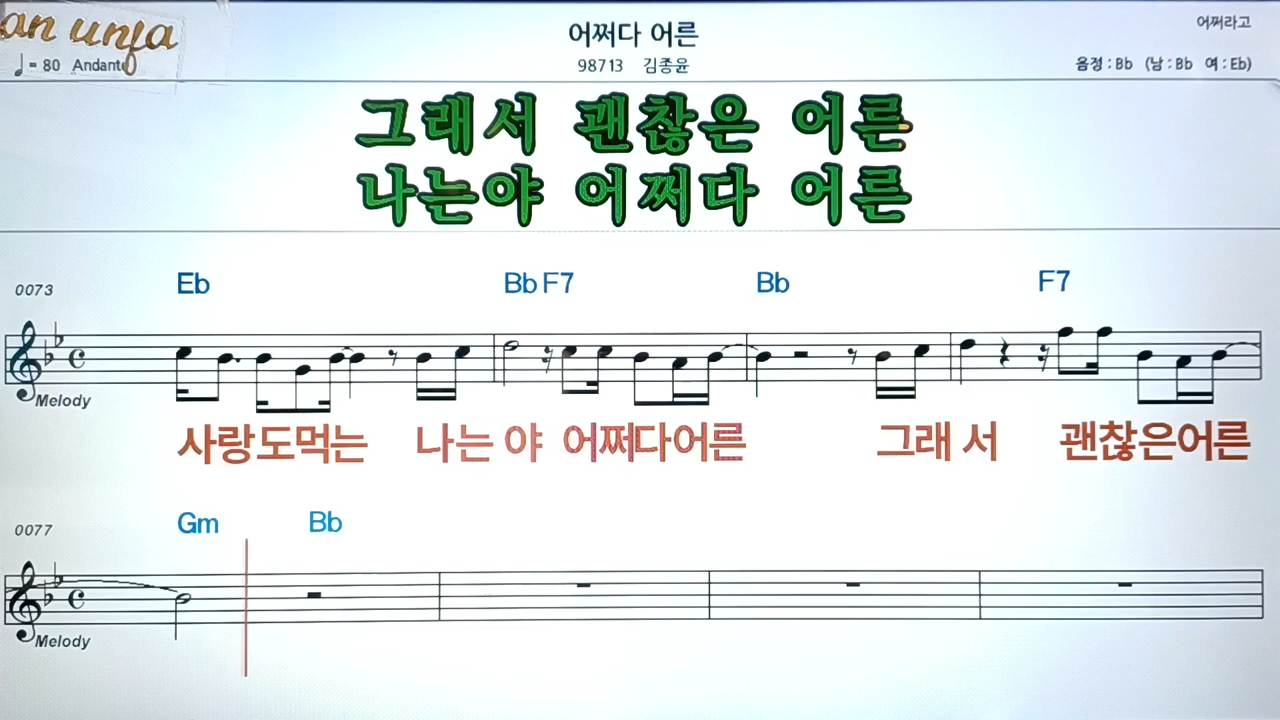 an unfa
어쩌다 어른
어쩌라고
♩= 80 Andante
98713 김종윤
음정 : Bb (남 : Bb 여 : Eb)
그래서 괜찮은 어른
나는야 어쩌다 어른
0073 Eb Bb F7 Bb F7
Melody
사랑도먹는 나는 야 어쩌다어른 그래 서 괜찮은어른
0077 Gm Bb
Melody